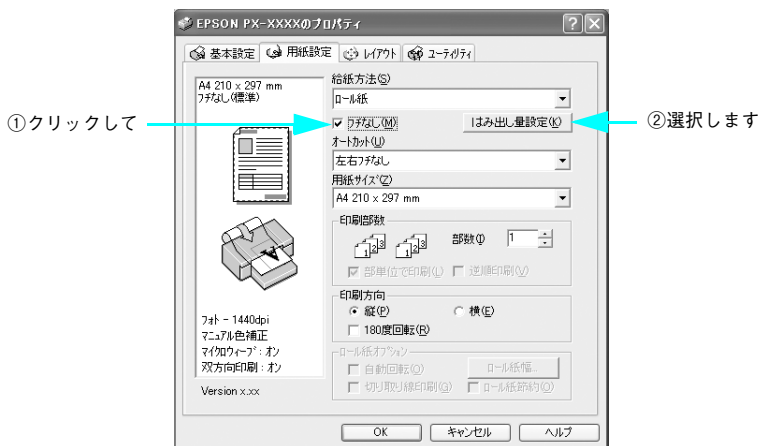 EPSON PX-XXXXのプロパティ
基本設定 用紙設定 レイアウト ユーティリティ
A4 210 x 297 mm
フチなし(標準)
フォト - 1440dpi
マニュアル色補正
マイクロウィーブ : オン
双方向印刷 : オン
Version x.xx
①クリックして
給紙方法(S)
ロール紙
フチなし(M)
はみ出し量設定(K)
②選択します
オートカット(U)
左右フチなし
用紙サイズ(Z)
A4 210 x 297 mm
印刷部数
部数(I)
1
部単位で印刷(L)
逆順印刷(V)
印刷方向
縦(P)
横(E)
180度回転(R)
ロール紙オプション
自動回転(O)
ロール紙幅...
切り取り線印刷(G)
ロール紙節約(O)
OK
キャンセル
ヘルプ